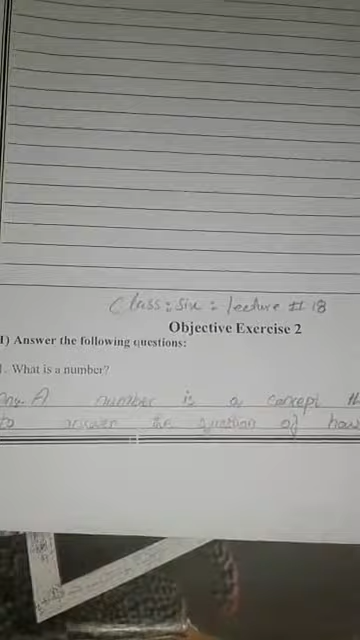 Class: six: lecture # 18
Objective Exercise 2
I) Answer the following questions:
1. What is a number?
Ans. A number is a concept th
to answer the question of how